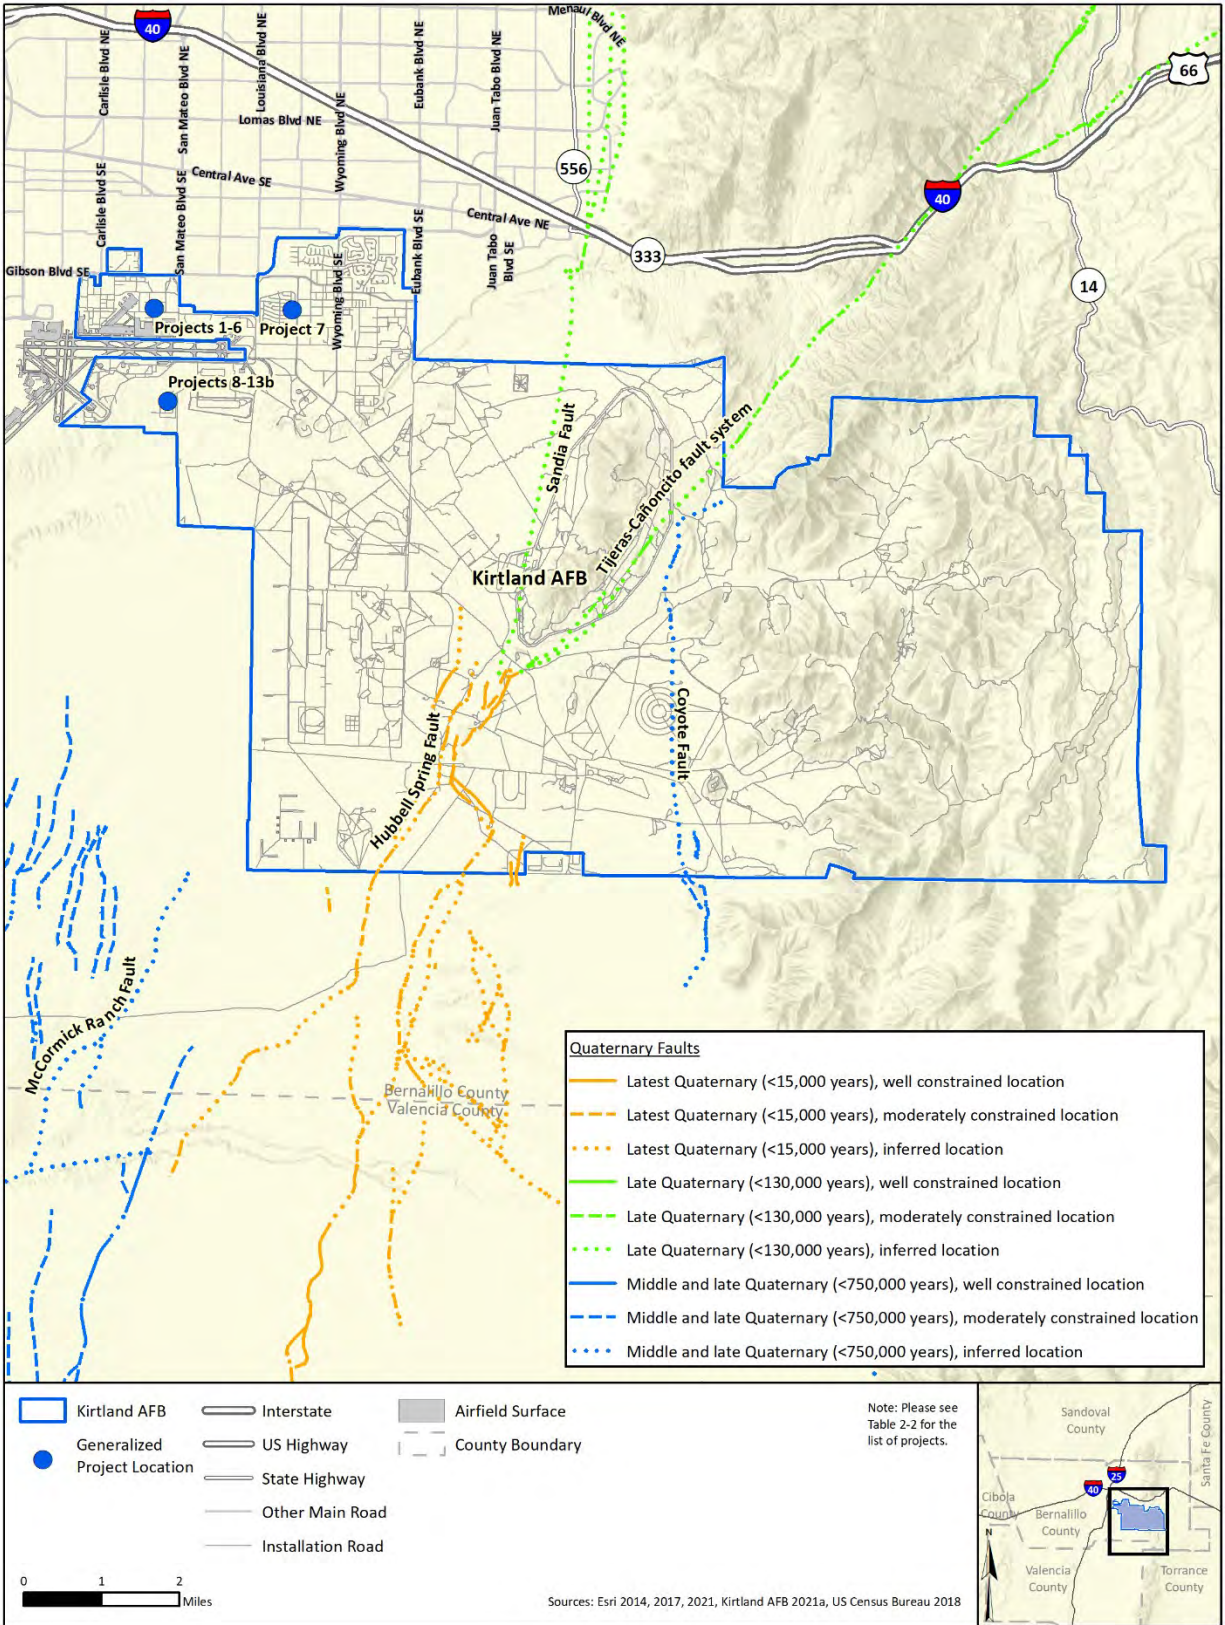 Menaul Blvd NE
40
Carlisle Blvd NE
San Mateo Blvd NE
Louisiana Blvd NE
Wyoming Blvd NE
Eubank Blvd NE
Juan Tabo Blvd NE
66
Lomas Blvd NE
556
Central Ave SE
40
Carlisle Blvd SE
San Mateo Blvd SE
Central Ave NE
Eubank Blvd SE
Juan Tabo
Blvd SE
333
Gibson Blvd SE
Wyoming Blvd SE
14
Projects 1-6
Project 7
Projects 8-13b
Sandia Fault
Tijeras-Cañoncito fault system
Kirtland AFB
Coyote Fault
Hubbell Spring Fault
McCormick Ranch Fault
Bernalillo County
Valencia County
Quaternary Faults
Latest Quaternary (<15,000 years), well constrained location
Latest Quaternary (<15,000 years), moderately constrained location
Latest Quaternary (<15,000 years), inferred location
Late Quaternary (<130,000 years), well constrained location
Late Quaternary (<130,000 years), moderately constrained location
Late Quaternary (<130,000 years), inferred location
Middle and late Quaternary (<750,000 years), well constrained location
Middle and late Quaternary (<750,000 years), moderately constrained location
Middle and late Quaternary (<750,000 years), inferred location
Kirtland AFB
Generalized
Project Location
Interstate
US Highway
State Highway
Other Main Road
Installation Road
Airfield Surface
County Boundary
Note: Please see
Table 2-2 for the
list of projects.
0 1 2
Miles
Sources: Esri 2014, 2017, 2021, Kirtland AFB 2021a, US Census Bureau 2018
Sandoval
County
Santa Fe County
25
40
Cibola
County
Bernalillo
County
N
Valencia
County
Torrance
County